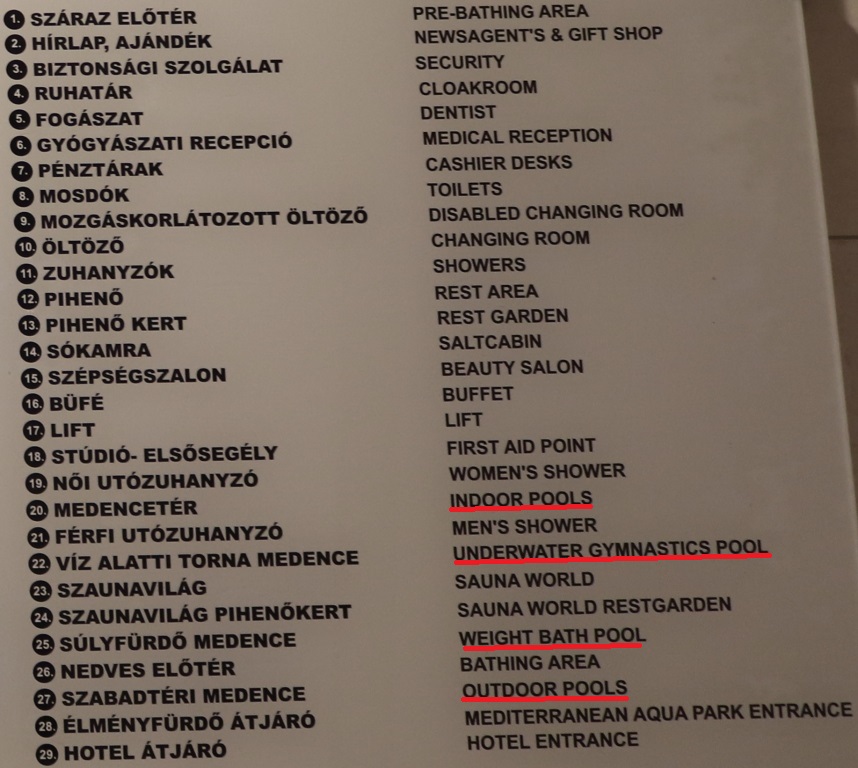 1. SZÁRAZ ELŐTÉR PRE-BATHING AREA
2. HÍRLAP, AJÁNDÉK NEWSAGENT'S & GIFT SHOP
3. BIZTONSÁGI SZOLGÁLAT SECURITY
4. RUHATÁR CLOAKROOM
5. FOGÁSZAT DENTIST
6. GYÓGYÁSZATI RECEPCIÓ MEDICAL RECEPTION
7. PÉNZTÁRAK CASHIER DESKS
8. MOSDÓK TOILETS
9. MOZGÁSKORLÁTOZOTT ÖLTÖZŐ DISABLED CHANGING ROOM
10. ÖLTÖZŐ CHANGING ROOM
11. ZUHANYZÓK SHOWERS
12. PIHENŐ REST AREA
13. PIHENŐ KERT REST GARDEN
14. SÓKAMRA SALTCABIN
15. SZÉPSÉGSZALON BEAUTY SALON
16. BÜFÉ BUFFET
17. LIFT LIFT
18. STÚDIÓ- ELSŐSEGÉLY FIRST AID POINT
19. NŐI UTÓZUHANYZÓ WOMEN'S SHOWER
20. MEDENCETÉR INDOOR POOLS
21. FÉRFI UTÓZUHANYZÓ MEN'S SHOWER
22. VÍZ ALATTI TORNA MEDENCE UNDERWATER GYMNASTICS POOL
23. SZAUNAVILÁG SAUNA WORLD
24. SZAUNAVILÁG PIHENŐKERT SAUNA WORLD RESTGARDEN
25. SÚLYFÜRDŐ MEDENCE WEIGHT BATH POOL
26. NEDVES ELŐTÉR BATHING AREA
27. SZABADTÉRI MEDENCE OUTDOOR POOLS
28. ÉLMÉNYFÜRDŐ ÁTJÁRÓ MEDITERRANEAN AQUA PARK ENTRANCE
29. HOTEL ÁTJÁRÓ HOTEL ENTRANCE